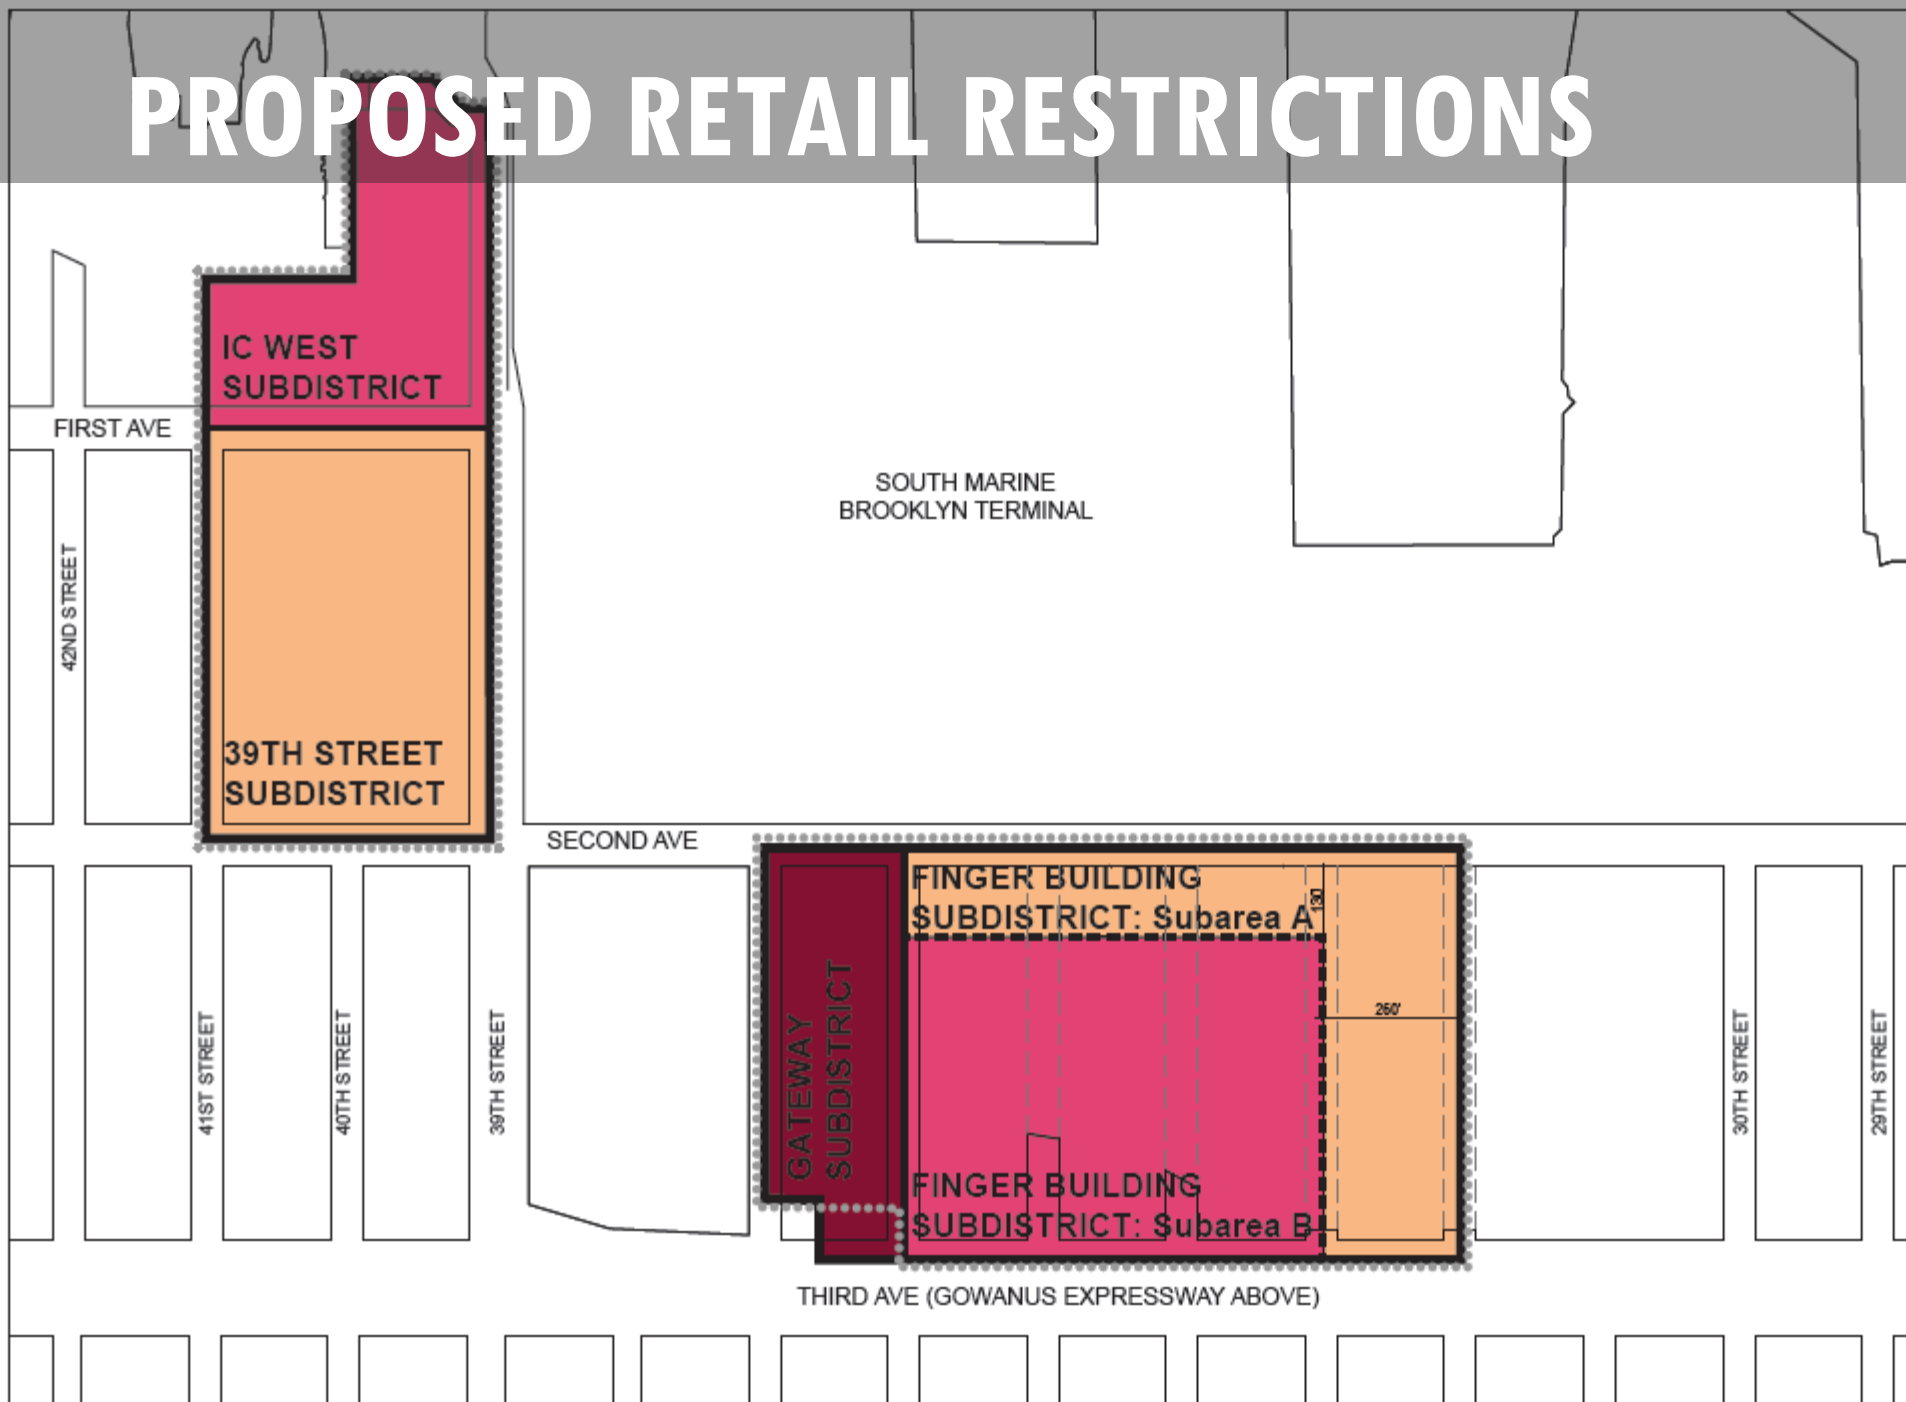 PROPOSED RETAIL RESTRICTIONS
IC WEST
SUBDISTRICT
FIRST AVE
SOUTH MARINE
BROOKLYN TERMINAL
42ND STREET
39TH STREET
SUBDISTRICT
SECOND AVE
FINGER BUILDING
SUBDISTRICT: Subarea A
130'
GATEWAY
SUBDISTRICT
260'
41ST STREET
40TH STREET
39TH STREET
30TH STREET
29TH STREET
FINGER BUILDING
SUBDISTRICT: Subarea B
THIRD AVE (GOWANUS EXPRESSWAY ABOVE)